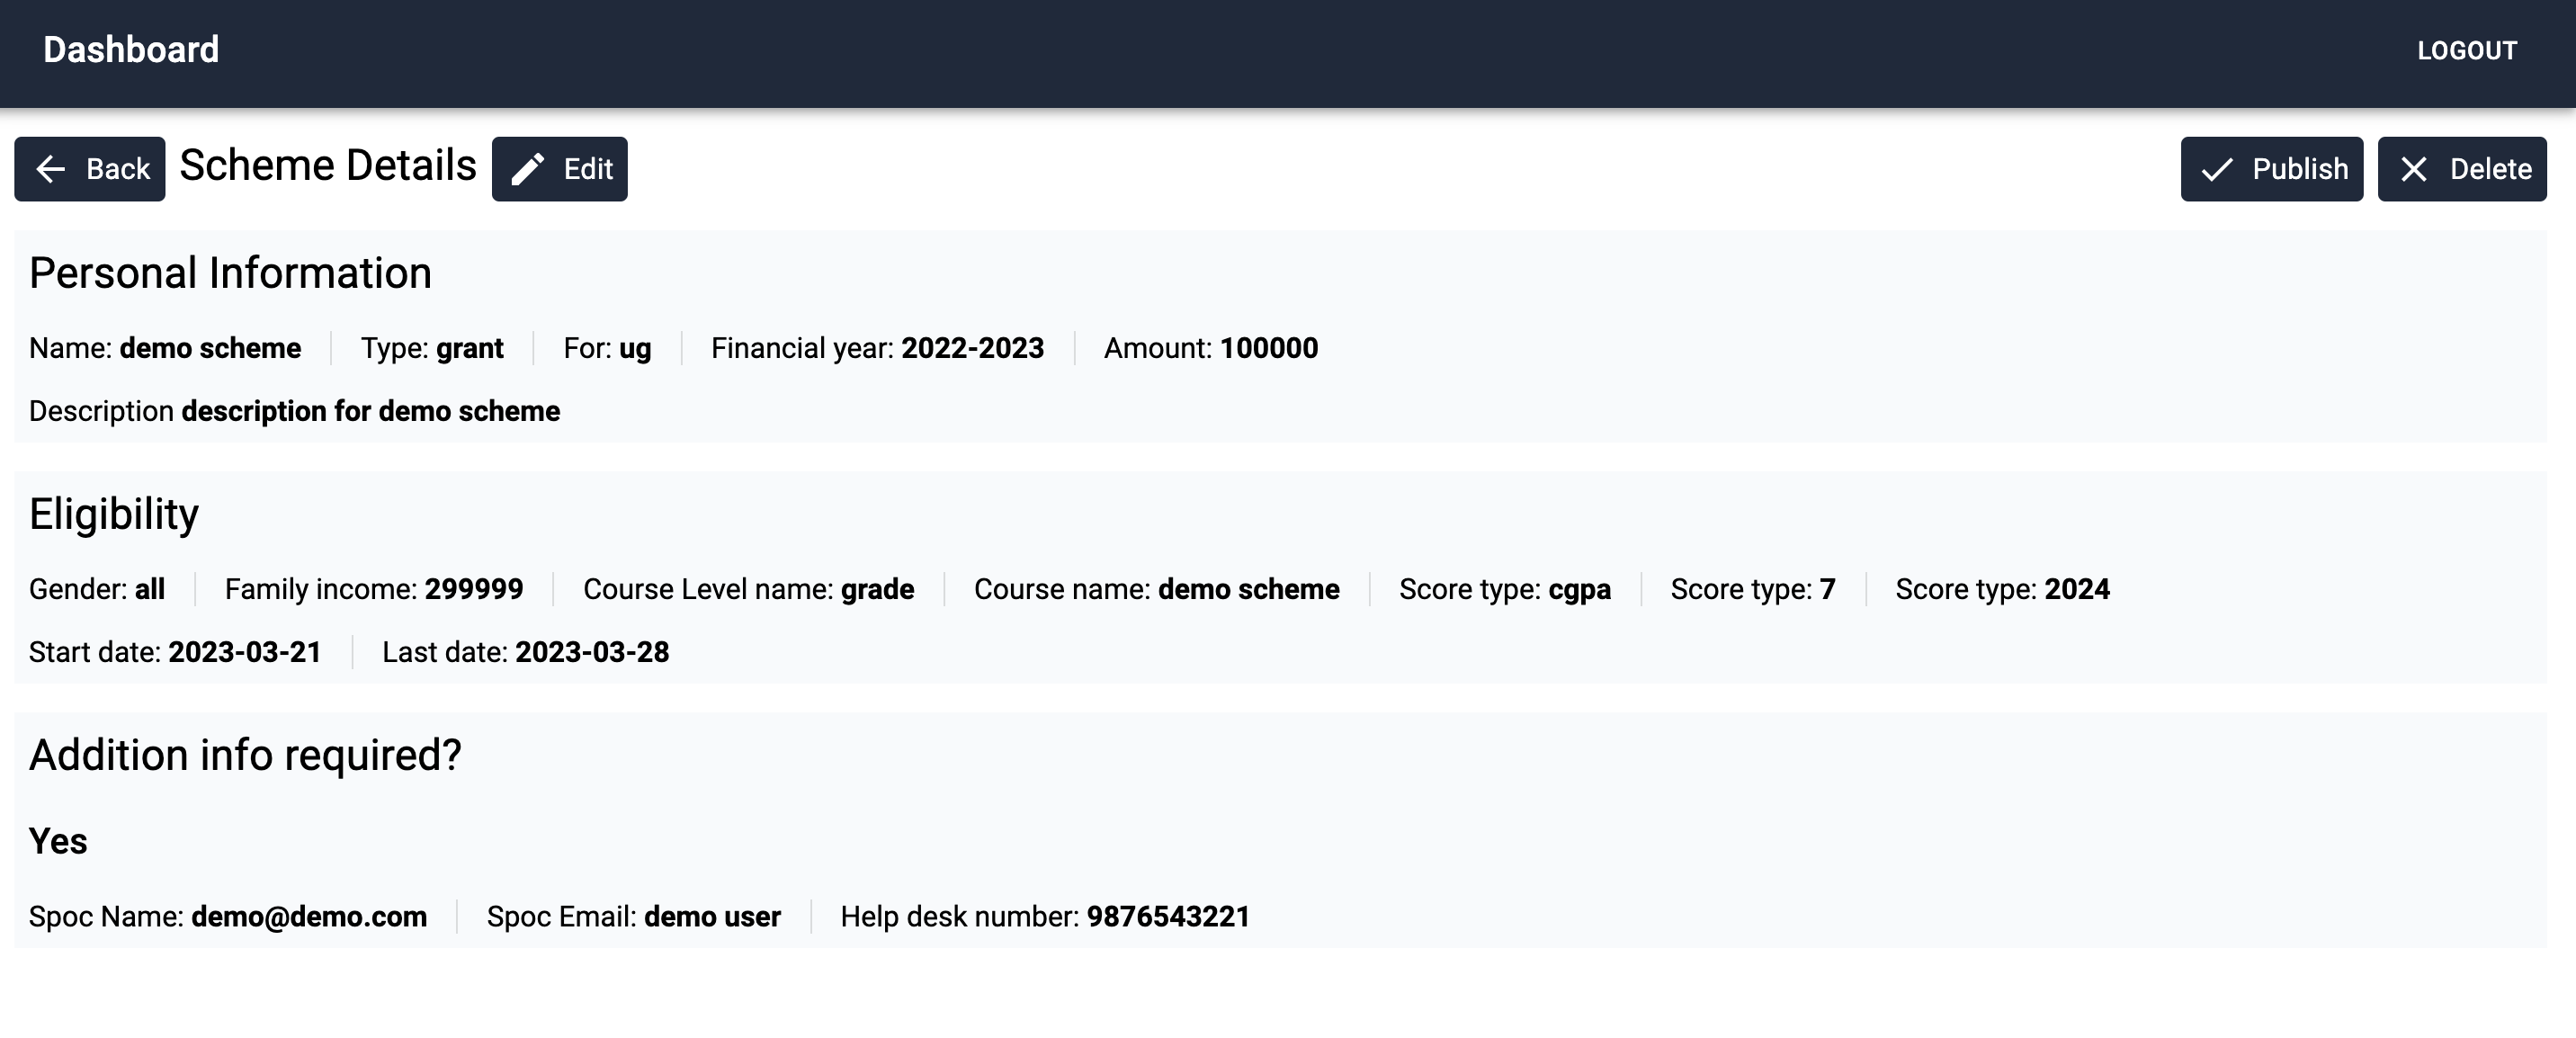 Dashboard LOGOUT
Back Scheme Details Edit Publish Delete
Personal Information
Name: demo scheme Type: grant For: ug Financial year: 2022-2023 Amount: 100000
Description description for demo scheme
Eligibility
Gender: all Family income: 299999 Course Level name: grade Course name: demo scheme Score type: cgpa Score type: 7 Score type: 2024
Start date: 2023-03-21 Last date: 2023-03-28
Addition info required?
Yes
Spoc Name: demo@demo.com Spoc Email: demo user Help desk number: 9876543221